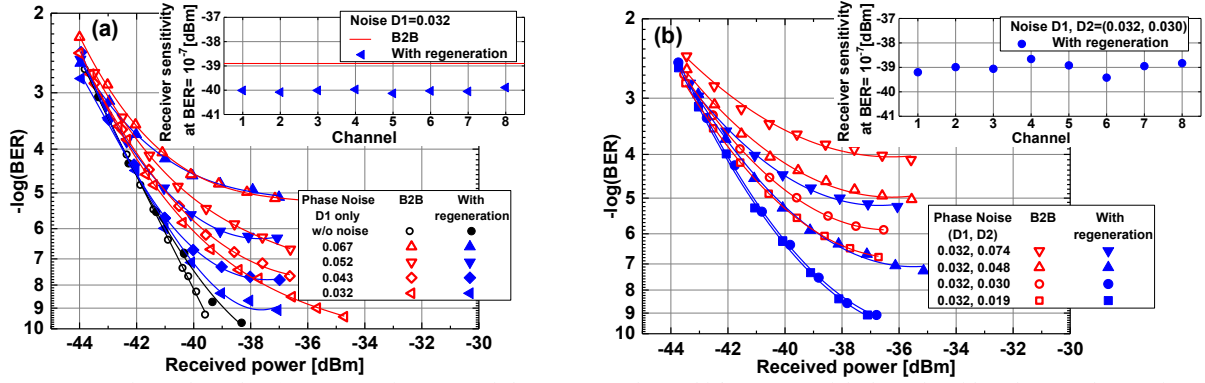 (a)
Noise D1=0.032
B2B
With regeneration
Receiver sensitivity
at BER= 10⁻⁷[dBm]
-37
-38
-39
-40
-41
1 2 3 4 5 6 7 8
Channel
-log(BER)
2
3
4
5
6
7
8
9
10
Phase Noise B2B With
D1 only regeneration
w/o noise
0.067
0.052
0.043
0.032
-44 -42 -40 -38 -36 -34 -32 -30
Received power [dBm]
(b)
Noise D1, D2=(0.032, 0.030)
With regeneration
Receiver sensitivity
at BER= 10⁻⁷[dBm]
-37
-38
-39
-40
-41
1 2 3 4 5 6 7 8
Channel
-log(BER)
2
3
4
5
6
7
8
9
10
Phase Noise B2B With
(D1, D2) regeneration
0.032, 0.074
0.032, 0.048
0.032, 0.030
0.032, 0.019
-44 -42 -40 -38 -36 -34 -32 -30
Received power [dBm]